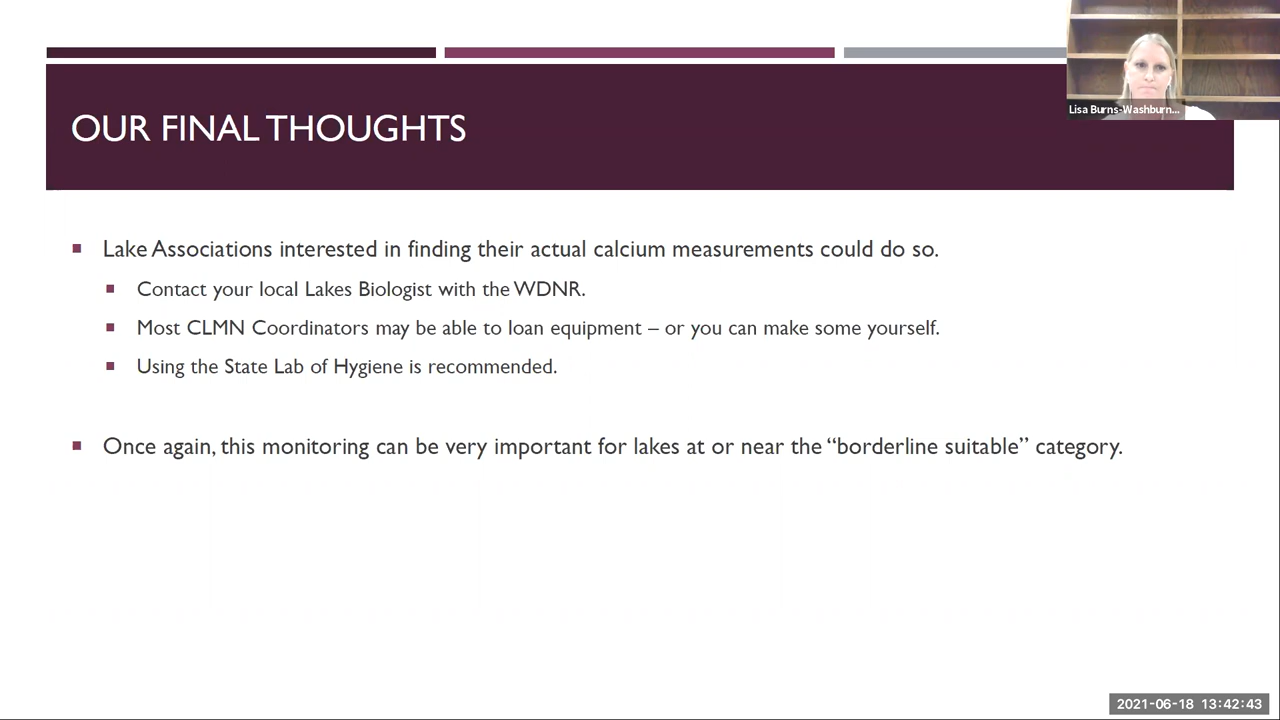 Lisa Burns-Washburn...
OUR FINAL THOUGHTS
Lake Associations interested in finding their actual calcium measurements could do so.
Contact your local Lakes Biologist with the WDNR.
Most CLMN Coordinators may be able to loan equipment – or you can make some yourself.
Using the State Lab of Hygiene is recommended.
Once again, this monitoring can be very important for lakes at or near the “borderline suitable” category.
2021-06-18 13:42:43